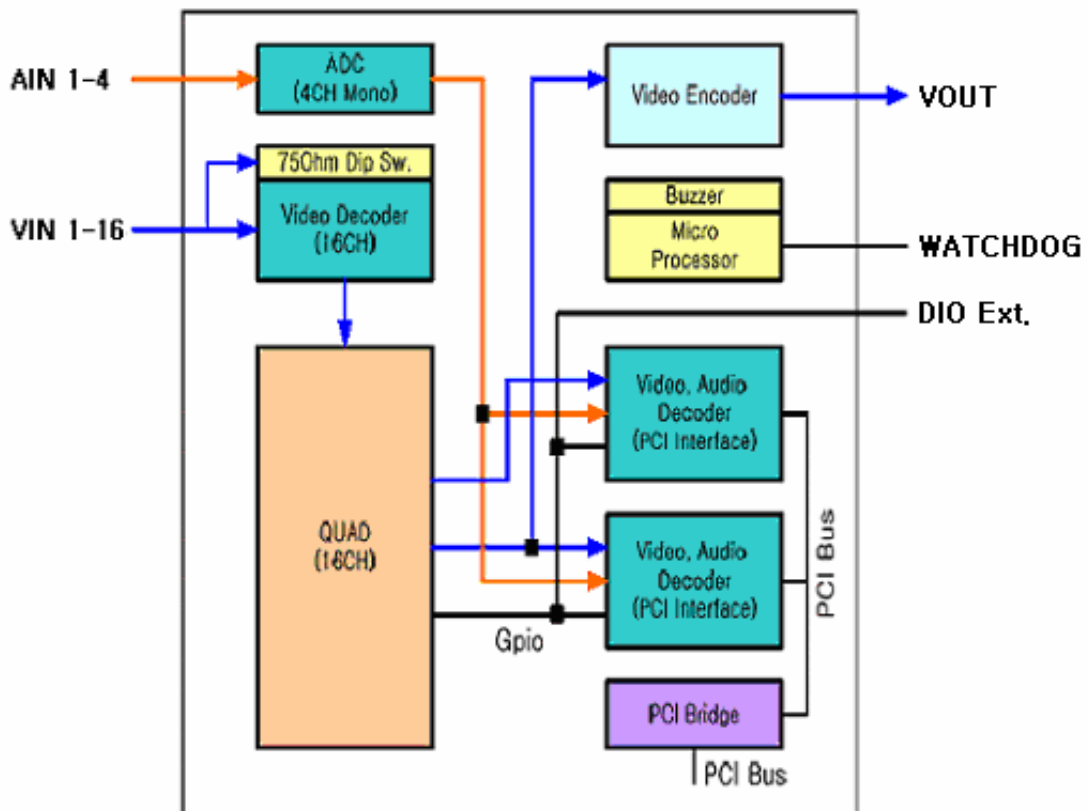 AIN 1-4
ADC
(4CH Mono)
Video Encoder
VOUT
75Ohm Dip Sw.
VIN 1-16
Video Decoder
(16CH)
Buzzer
Micro
Processor
WATCHDOG
DIO Ext.
Video, Audio
Decoder
(PCI Interface)
QUAD
(16CH)
Video, Audio
Decoder
(PCI Interface)
PCI Bus
Gpio
PCI Bridge
PCI Bus